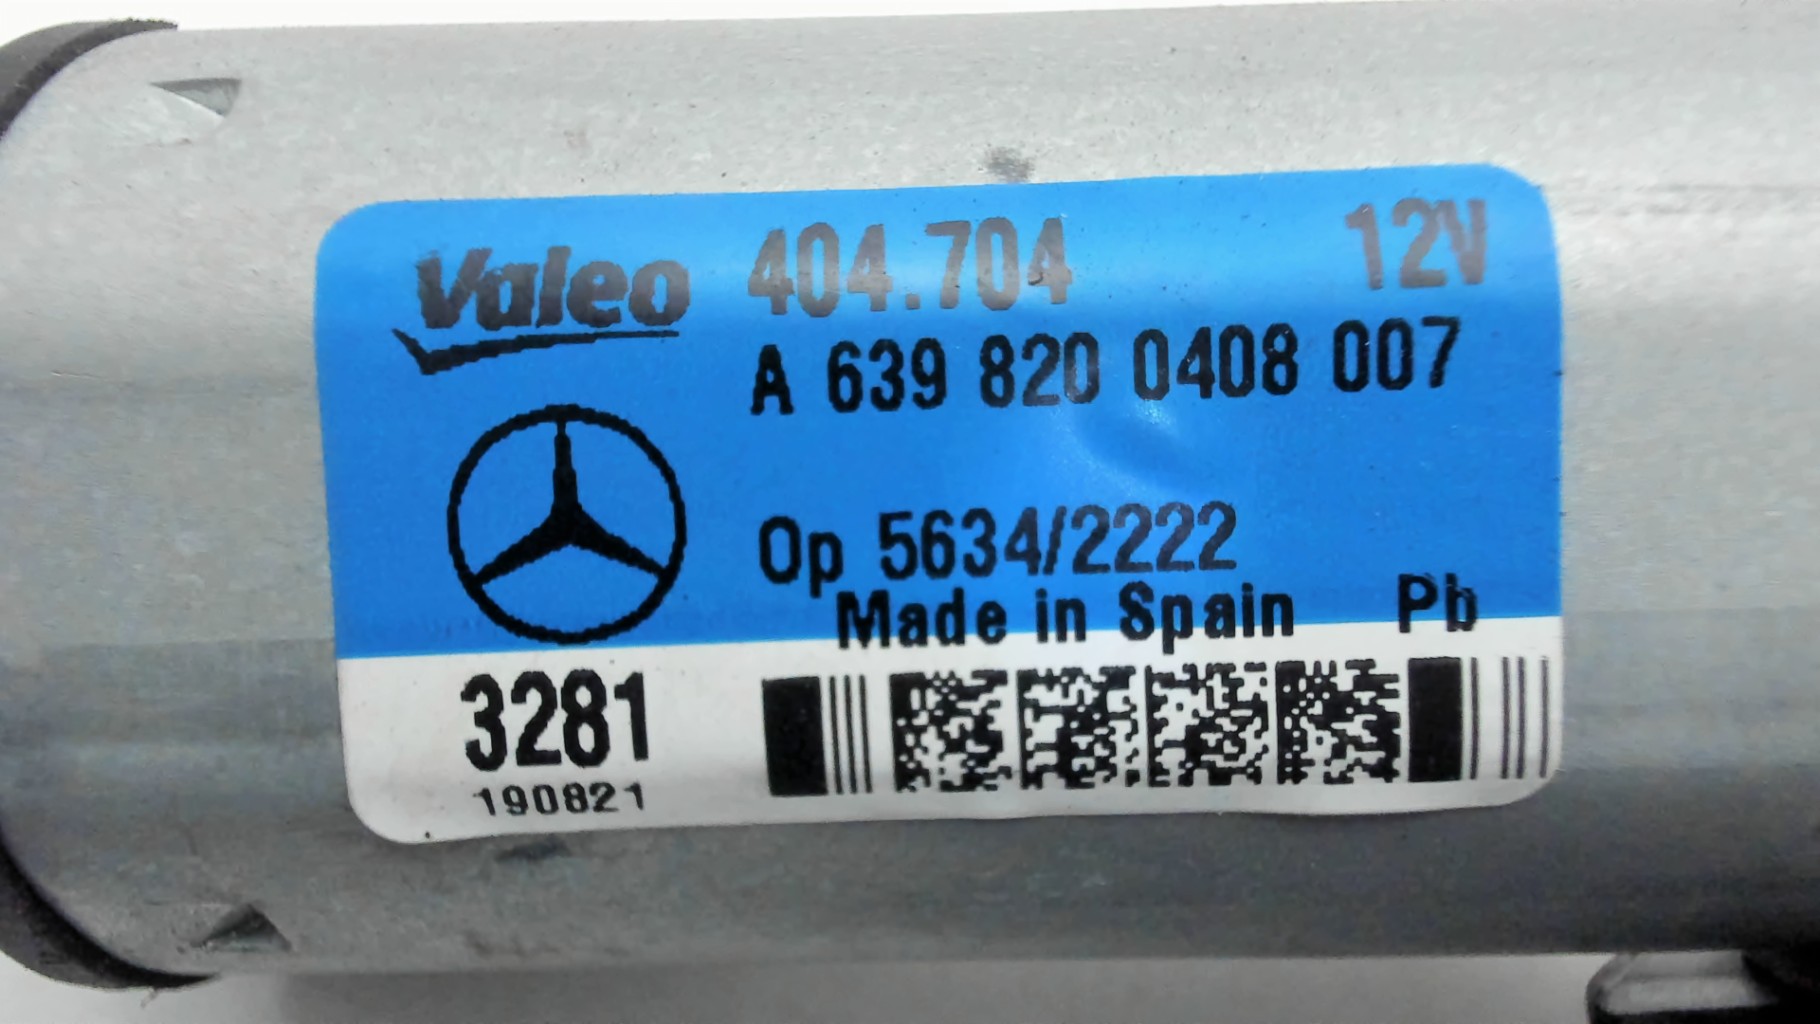 Valeo 404.704 12V
A 639 820 0408 007
Op 5634/2222
Made in Spain Pb
3281
190821